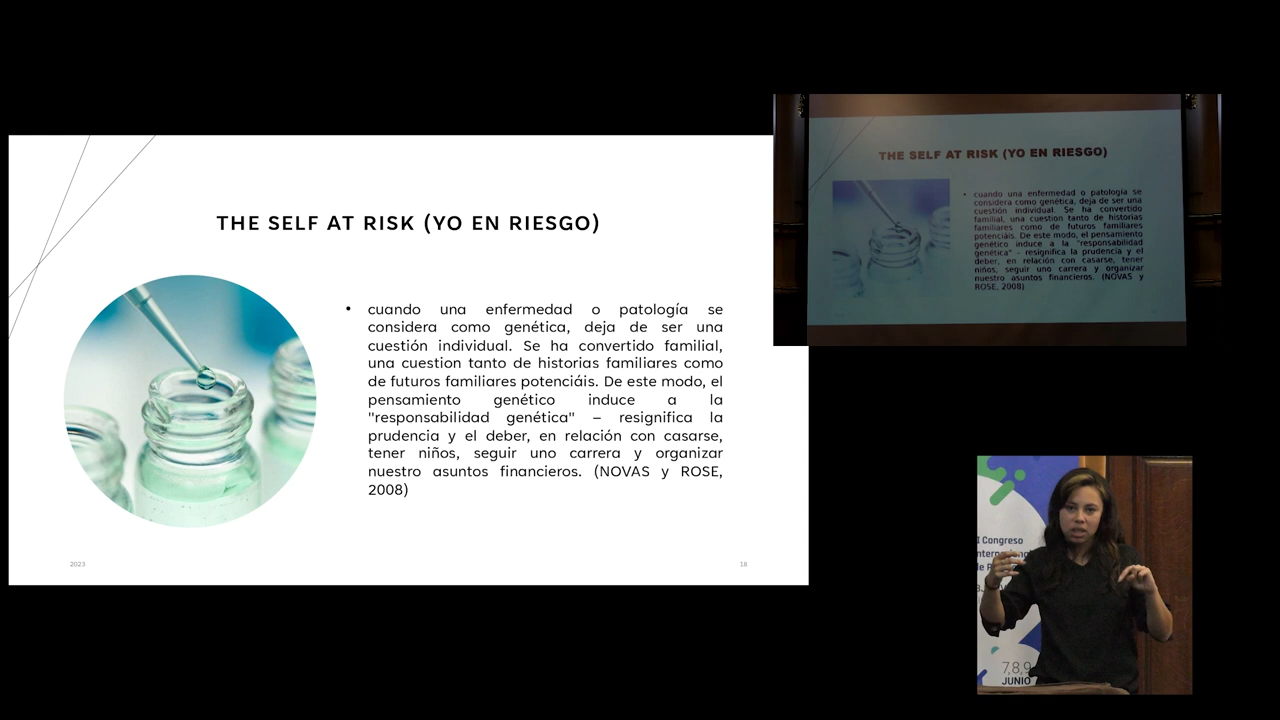 THE SELF AT RISK (YO EN RIESGO)
• cuando una enfermedad o patología se
considera como genética, deja de ser una
cuestión individual. Se ha convertido familial,
una cuestion tanto de historias familiares como
de futuros familiares potenciáis. De este modo, el
pensamiento genético induce a la
"responsabilidad genética" – resignifica la
prudencia y el deber, en relación con casarse,
tener niños, seguir uno carrera y organizar
nuestro asuntos financieros. (NOVAS y ROSE,
2008)
2023
18
THE SELF AT RISK (YO EN RIESGO)
• cuando una enfermedad o patología se
considera como genética, deja de ser una
cuestión individual. Se ha convertido
familial, una cuestion tanto de historias
familiares como de futuros familiares
potenciáis. De este modo, el pensamiento
genético induce a la "responsabilidad
genética" – resignifica la prudencia y el
deber, en relación con casarse, tener
niños, seguir uno carrera y organizar
nuestro asuntos financieros. (NOVAS y
ROSE, 2008)
I Congreso
7,8,9
JUNIO